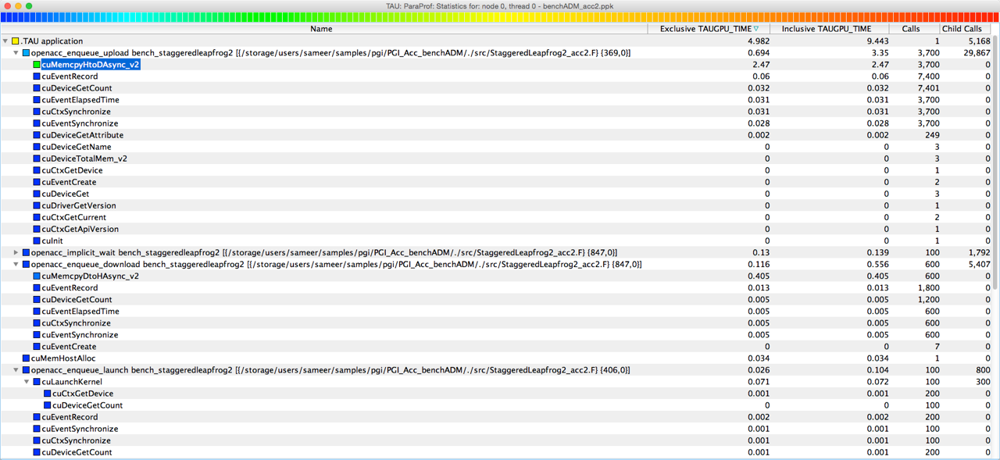 TAU: ParaProf: Statistics for: node 0, thread 0 - benchADM_acc2.ppk
Name Exclusive TAUGPU_TIME ▽ Inclusive TAUGPU_TIME Calls Child Calls
.TAU application 4.982 9.443 1 5,168
openacc_enqueue_upload bench_staggeredleapfrog2 [{/storage/users/sameer/samples/pgi/PGI_Acc_benchADM/./src/StaggeredLeapfrog2_acc2.F} {369,0}] 0.694 3.35 3,700 29,867
cuMemcpyHtoDAsync_v2 2.47 2.47 3,700 0
cuEventRecord 0.06 0.06 7,400 0
cuDeviceGetCount 0.032 0.032 7,401 0
cuEventElapsedTime 0.031 0.031 3,700 0
cuCtxSynchronize 0.031 0.031 3,700 0
cuEventSynchronize 0.028 0.028 3,700 0
cuDeviceGetAttribute 0.002 0.002 249 0
cuDeviceGetName 0 0 3 0
cuDeviceTotalMem_v2 0 0 3 0
cuCtxGetDevice 0 0 1 0
cuEventCreate 0 0 2 0
cuDeviceGet 0 0 3 0
cuDriverGetVersion 0 0 1 0
cuCtxGetCurrent 0 0 2 0
cuCtxGetApiVersion 0 0 1 0
cuInit 0 0 1 0
openacc_implicit_wait bench_staggeredleapfrog2 [{/storage/users/sameer/samples/pgi/PGI_Acc_benchADM/./src/StaggeredLeapfrog2_acc2.F} {847,0}] 0.13 0.139 100 1,792
openacc_enqueue_download bench_staggeredleapfrog2 [{/storage/users/sameer/samples/pgi/PGI_Acc_benchADM/./src/StaggeredLeapfrog2_acc2.F} {847,0}] 0.116 0.556 600 5,407
cuMemcpyDtoHAsync_v2 0.405 0.405 600 0
cuEventRecord 0.013 0.013 1,800 0
cuDeviceGetCount 0.005 0.005 1,200 0
cuEventElapsedTime 0.005 0.005 600 0
cuCtxSynchronize 0.005 0.005 600 0
cuEventSynchronize 0.005 0.005 600 0
cuEventCreate 0 0 7 0
cuMemHostAlloc 0.034 0.034 1 0
openacc_enqueue_launch bench_staggeredleapfrog2 [{/storage/users/sameer/samples/pgi/PGI_Acc_benchADM/./src/StaggeredLeapfrog2_acc2.F} {406,0}] 0.026 0.104 100 800
cuLaunchKernel 0.071 0.072 100 300
cuCtxGetDevice 0.001 0.001 200 0
cuDeviceGetCount 0 0 100 0
cuEventRecord 0.002 0.002 200 0
cuEventSynchronize 0.001 0.001 100 0
cuCtxSynchronize 0.001 0.001 100 0
cuDeviceGetCount 0.001 0.001 200 0